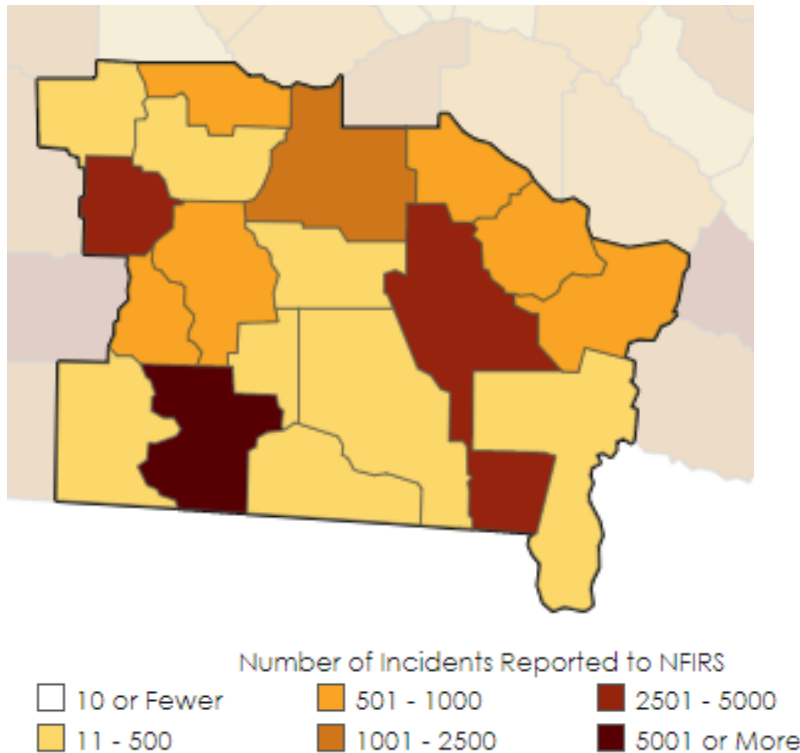 Number of Incidents Reported to NFIRS
10 or Fewer
501 - 1000
2501 - 5000
11 - 500
1001 - 2500
5001 or More